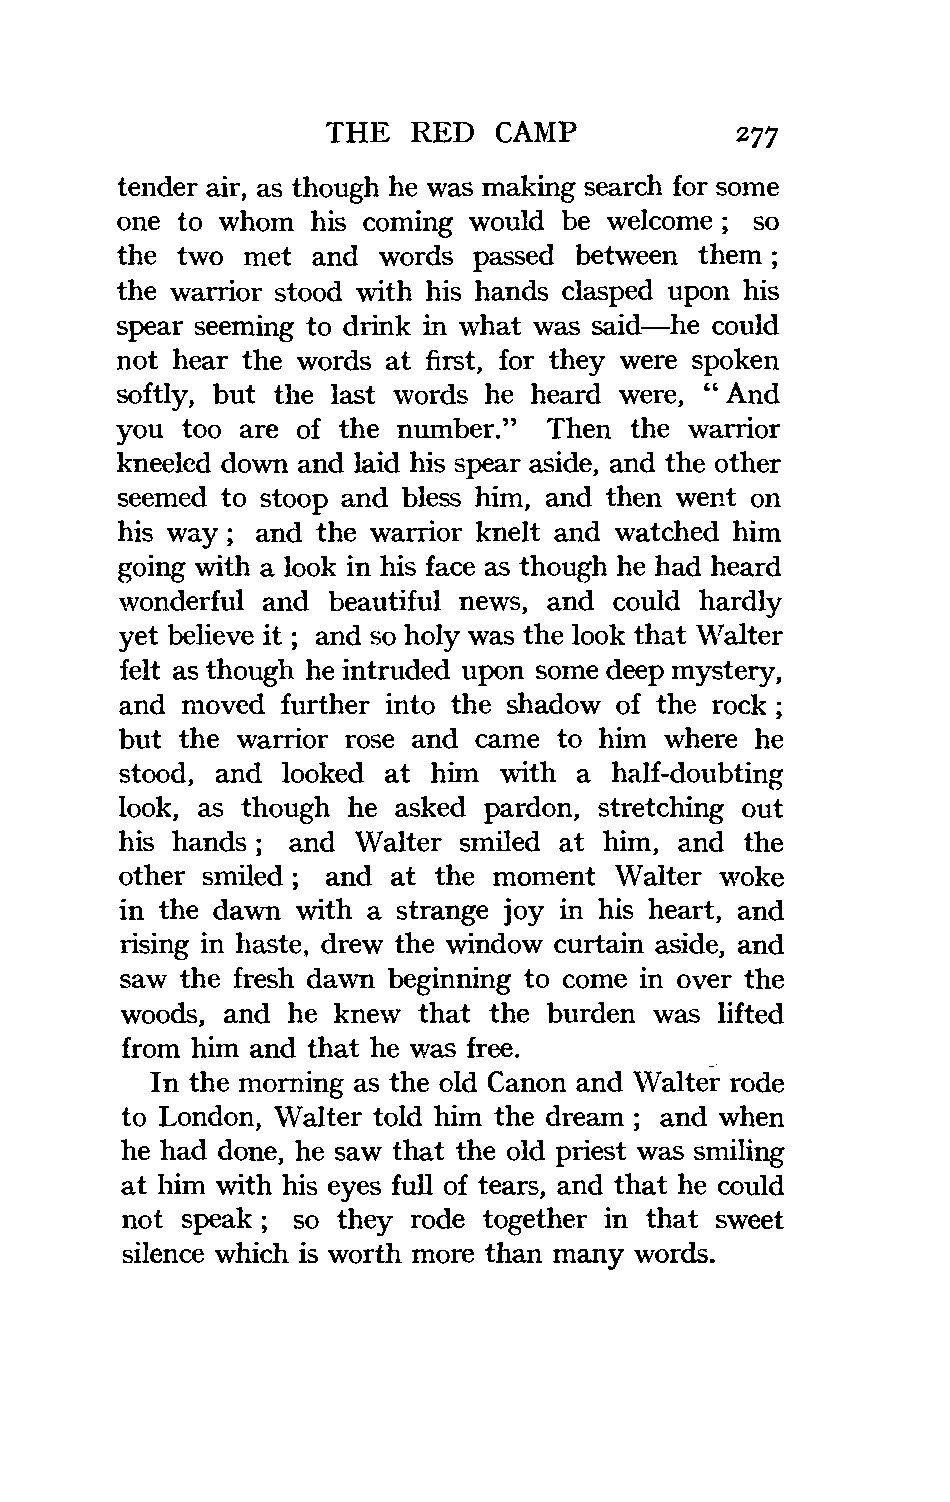 THE RED CAMP 277
tender air, as though he was making search for some
one to whom his coming would be welcome ; so
the two met and words passed between them ;
the warrior stood with his hands clasped upon his
spear seeming to drink in what was said—he could
not hear the words at first, for they were spoken
softly, but the last words he heard were, “ And
you too are of the number.” Then the warrior
kneeled down and laid his spear aside, and the other
seemed to stoop and bless him, and then went on
his way ; and the warrior knelt and watched him
going with a look in his face as though he had heard
wonderful and beautiful news, and could hardly
yet believe it ; and so holy was the look that Walter
felt as though he intruded upon some deep mystery,
and moved further into the shadow of the rock ;
but the warrior rose and came to him where he
stood, and looked at him with a half-doubting
look, as though he asked pardon, stretching out
his hands ; and Walter smiled at him, and the
other smiled ; and at the moment Walter woke
in the dawn with a strange joy in his heart, and
rising in haste, drew the window curtain aside, and
saw the fresh dawn beginning to come in over the
woods, and he knew that the burden was lifted
from him and that he was free.
In the morning as the old Canon and Walter rode
to London, Walter told him the dream ; and when
he had done, he saw that the old priest was smiling
at him with his eyes full of tears, and that he could
not speak ; so they rode together in that sweet
silence which is worth more than many words.